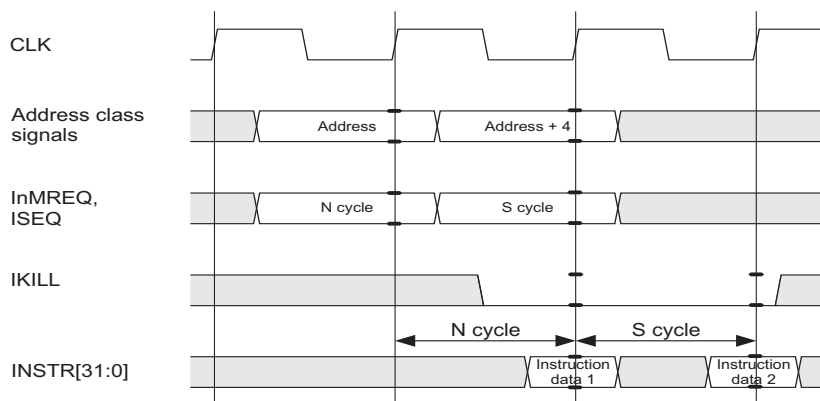 CLK
Address class
signals
Address
Address + 4
InMREQ,
ISEQ
N cycle
S cycle
IKILL
N cycle
S cycle
INSTR[31:0]
Instruction
data 1
Instruction
data 2